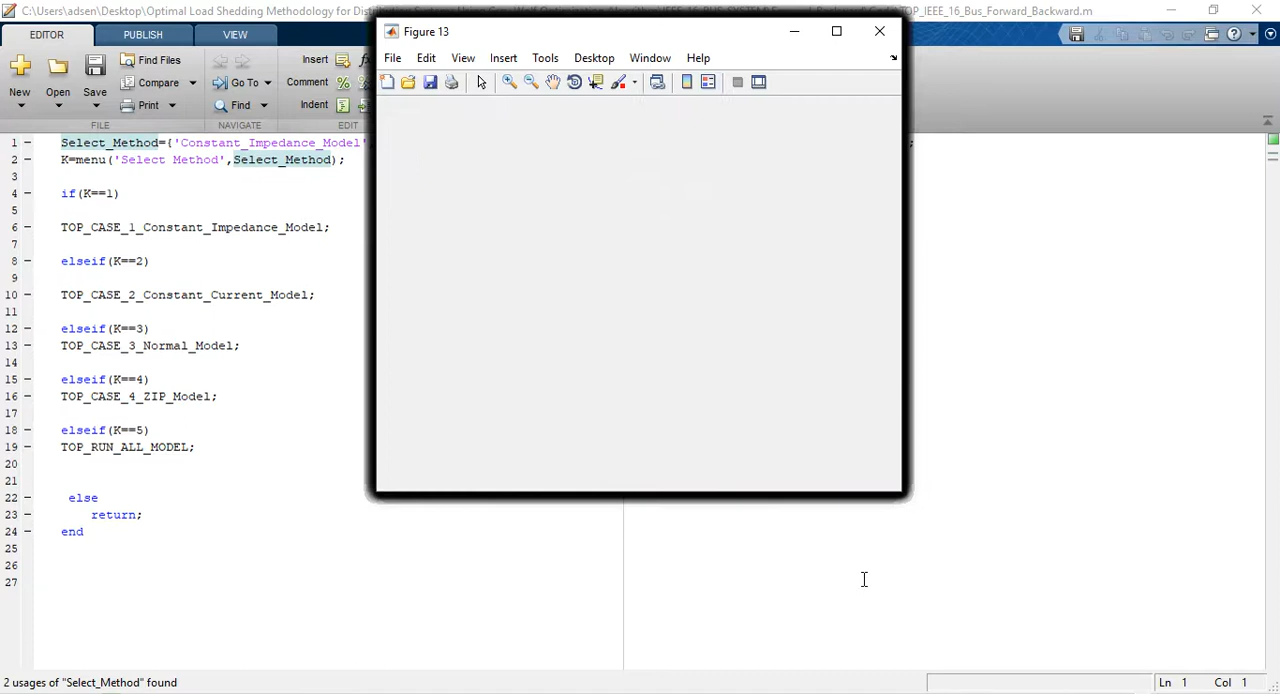 C:\Users\adsen\Desktop\Optimal Load Shedding Methodology for
TOP_IEEE_16_Bus_Forward_Backward.m
EDITOR PUBLISH VIEW
Figure 13
File Edit View Insert Tools Desktop Window Help
New Open Save
Find Files
Compare
Print
Go To
Find
Insert
Comment
Indent
FILE NAVIGATE EDIT
1 Select_Method={'Constant_Impedance_Model',
2 K=menu('Select Method',Select_Method);
3
4 if(K==1)
5
6 TOP_CASE_1_Constant_Impedance_Model;
7
8 elseif(K==2)
9
10 TOP_CASE_2_Constant_Current_Model;
11
12 elseif(K==3)
13 TOP_CASE_3_Normal_Model;
14
15 elseif(K==4)
16 TOP_CASE_4_ZIP_Model;
17
18 elseif(K==5)
19 TOP_RUN_ALL_MODEL;
20
21
22 else
23 return;
24 end
25
26
27
2 usages of "Select_Method" found
Ln 1 Col 1